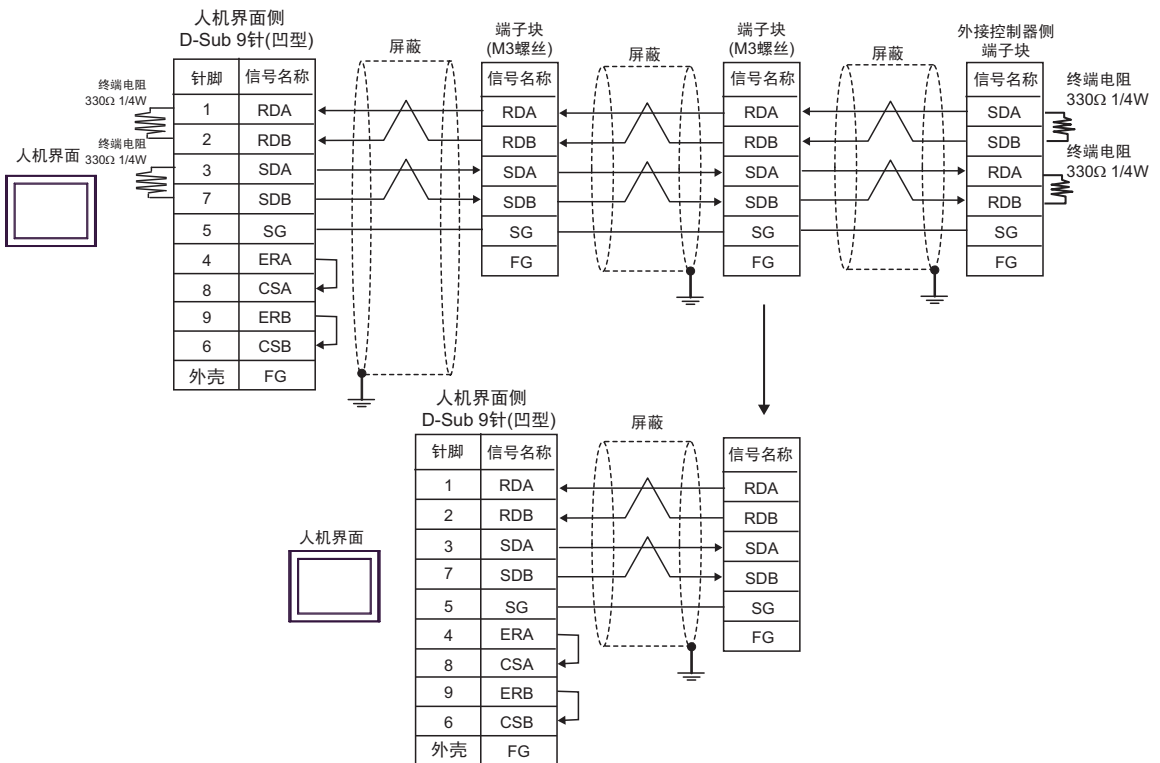 人机界面侧
D-Sub 9针(凹型)
屏蔽
端子块
(M3螺丝)
屏蔽
端子块
(M3螺丝)
屏蔽
外接控制器侧
端子块
终端电阻
330Ω 1/4W
终端电阻
330Ω 1/4W
人机界面
针脚 信号名称
1 RDA
2 RDB
3 SDA
7 SDB
5 SG
4 ERA
8 CSA
9 ERB
6 CSB
外壳 FG
信号名称
RDA
RDB
SDA
SDB
SG
FG
信号名称
RDA
RDB
SDA
SDB
SG
FG
信号名称
SDA
SDB
RDA
RDB
SG
FG
终端电阻
330Ω 1/4W
终端电阻
330Ω 1/4W
人机界面侧
D-Sub 9针(凹型)
屏蔽
人机界面
针脚 信号名称
1 RDA
2 RDB
3 SDA
7 SDB
5 SG
4 ERA
8 CSA
9 ERB
6 CSB
外壳 FG
信号名称
RDA
RDB
SDA
SDB
SG
FG